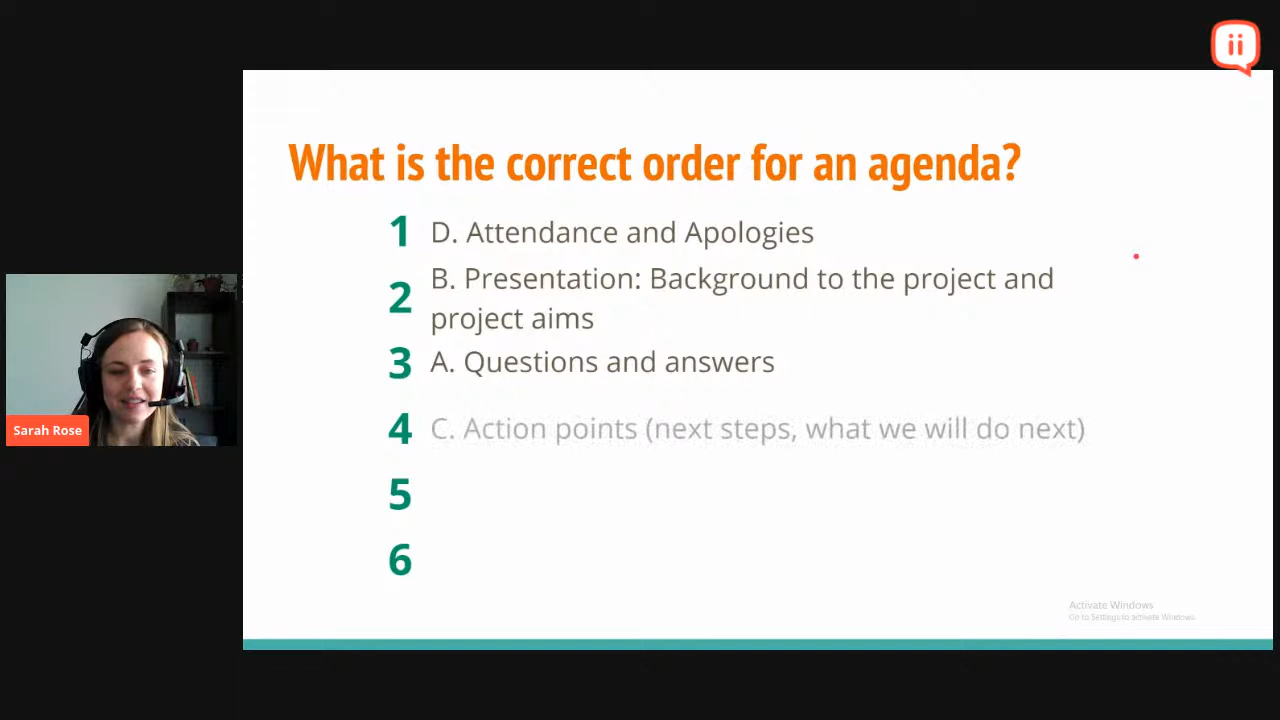 What is the correct order for an agenda?
1 D. Attendance and Apologies
2 B. Presentation: Background to the project and
project aims
3 A. Questions and answers
4 C. Action points (next steps, what we will do next)
5
6
Sarah Rose
Activate Windows
Go to Settings to activate Windows.